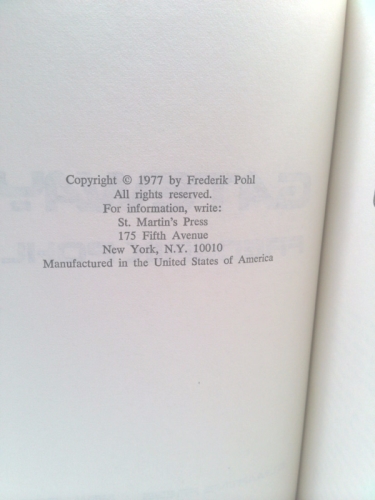 Copyright © 1977 by Frederik Pohl
All rights reserved.
For information, write:
St. Martin's Press
175 Fifth Avenue
New York, N.Y. 10010
Manufactured in the United States of America